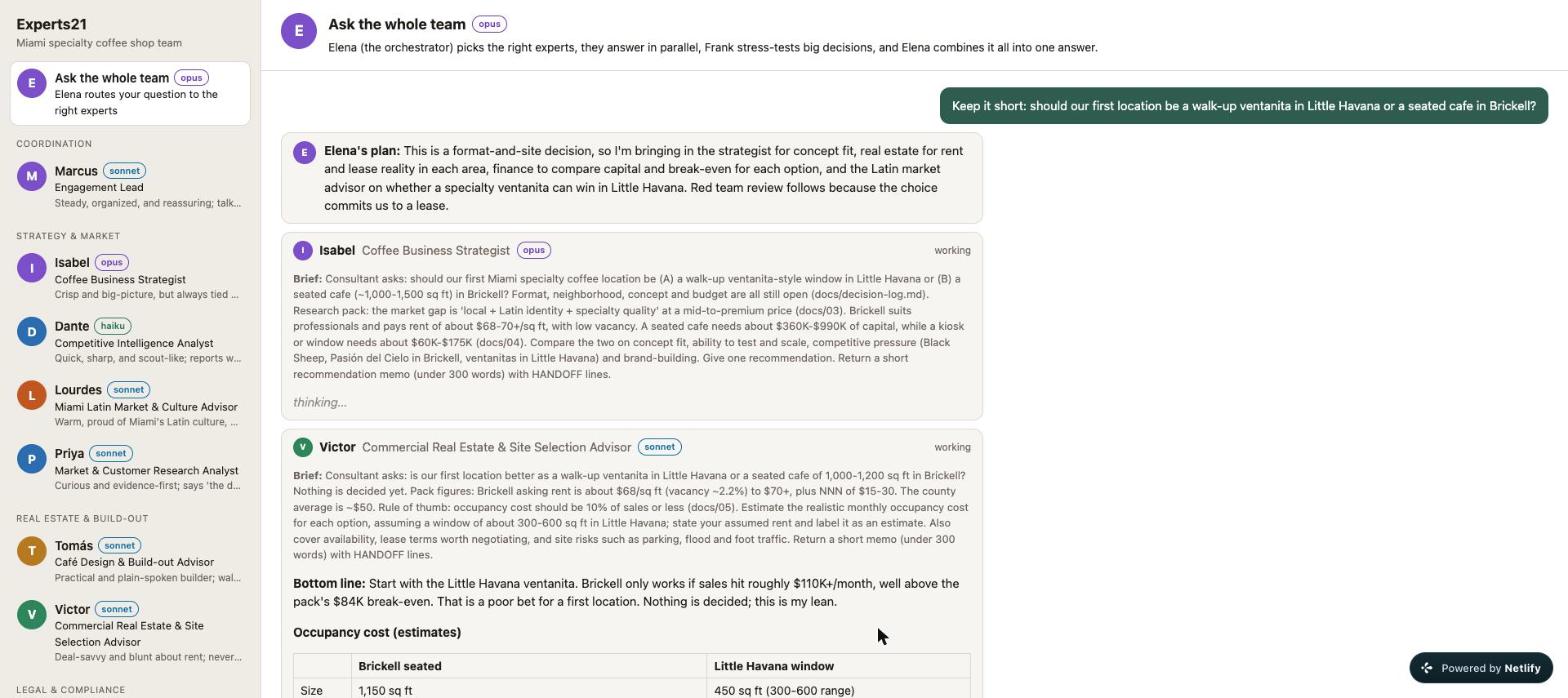 Experts21
Miami specialty coffee shop team
E
Ask the whole team opus
Elena routes your question to the
right experts
COORDINATION
M
Marcus sonnet
Engagement Lead
Steady, organized, and reassuring; talk...
STRATEGY & MARKET
I
Isabel opus
Coffee Business Strategist
Crisp and big-picture, but always tied ...
D
Dante haiku
Competitive Intelligence Analyst
Quick, sharp, and scout-like; reports w...
L
Lourdes sonnet
Miami Latin Market & Culture Advisor
Warm, proud of Miami's Latin culture, ...
P
Priya sonnet
Market & Customer Research Analyst
Curious and evidence-first; says 'the d...
REAL ESTATE & BUILD-OUT
T
Tomás sonnet
Café Design & Build-out Advisor
Practical and plain-spoken builder; wal...
V
Victor sonnet
Commercial Real Estate & Site
Selection Advisor
Deal-savvy and blunt about rent; never...
LEGAL & COMPLIANCE
E
Ask the whole team opus
Elena (the orchestrator) picks the right experts, they answer in parallel, Frank stress-tests big decisions, and Elena combines it all into one answer.
Keep it short: should our first location be a walk-up ventanita in Little Havana or a seated cafe in Brickell?
E
Elena's plan: This is a format-and-site decision, so I'm bringing in the strategist for concept fit, real estate for rent
and lease reality in each area, finance to compare capital and break-even for each option, and the Latin market
advisor on whether a specialty ventanita can win in Little Havana. Red team review follows because the choice
commits us to a lease.
I Isabel Coffee Business Strategist opus working
Brief: Consultant asks: should our first Miami specialty coffee location be (A) a walk-up ventanita-style window in Little Havana or (B) a
seated cafe (~1,000-1,500 sq ft) in Brickell? Format, neighborhood, concept and budget are all still open (docs/decision-log.md).
Research pack: the market gap is 'local + Latin identity + specialty quality' at a mid-to-premium price (docs/03). Brickell suits
professionals and pays rent of about $68-70+/sq ft, with low vacancy. A seated cafe needs about $360K-$990K of capital, while a kiosk
or window needs about $60K-$175K (docs/04). Compare the two on concept fit, ability to test and scale, competitive pressure (Black
Sheep, Pasión del Cielo in Brickell, ventanitas in Little Havana) and brand-building. Give one recommendation. Return a short
recommendation memo (under 300 words) with HANDOFF lines.
thinking...
V Victor Commercial Real Estate & Site Selection Advisor sonnet working
Brief: Consultant asks: is our first location better as a walk-up ventanita in Little Havana or a seated cafe of 1,000-1,200 sq ft in Brickell?
Nothing is decided yet. Pack figures: Brickell asking rent is about $68/sq ft (vacancy ~2.2%) to $70+, plus NNN of $15-30. The county
average is ~$50. Rule of thumb: occupancy cost should be 10% of sales or less (docs/05). Estimate the realistic monthly occupancy cost
for each option, assuming a window of about 300-600 sq ft in Little Havana; state your assumed rent and label it as an estimate. Also
cover availability, lease terms worth negotiating, and site risks such as parking, flood and foot traffic. Return a short memo (under 300
words) with HANDOFF lines.
Bottom line: Start with the Little Havana ventanita. Brickell only works if sales hit roughly $110K+/month, well above the
pack's $84K break-even. That is a poor bet for a first location. Nothing is decided; this is my lean.
Occupancy cost (estimates)
Brickell seated Little Havana window
Size 1,150 sq ft 450 sq ft (300-600 range)
Powered by Netlify